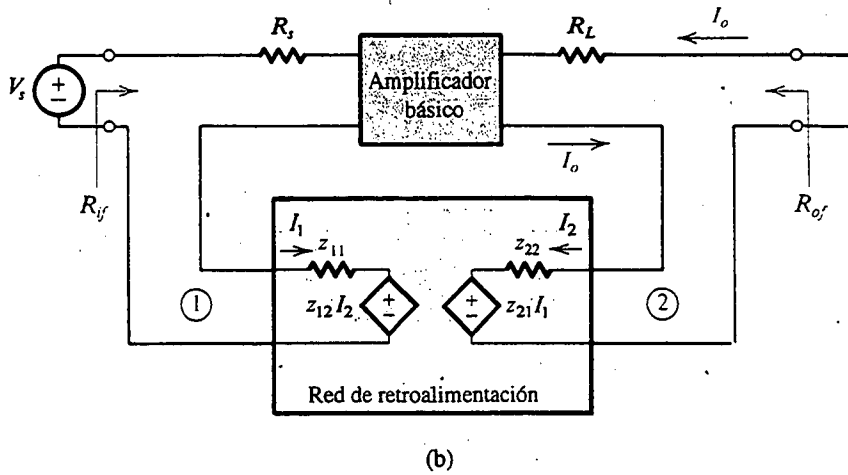 R_s
R_L
I_o
V_s
+
−
Amplificador
básico
I_o
R_if
R_of
I_1
z_11
z_22
I_2
1
z_12 I_2
+
−
+
−
z_21 I_1
2
Red de retroalimentación
(b)